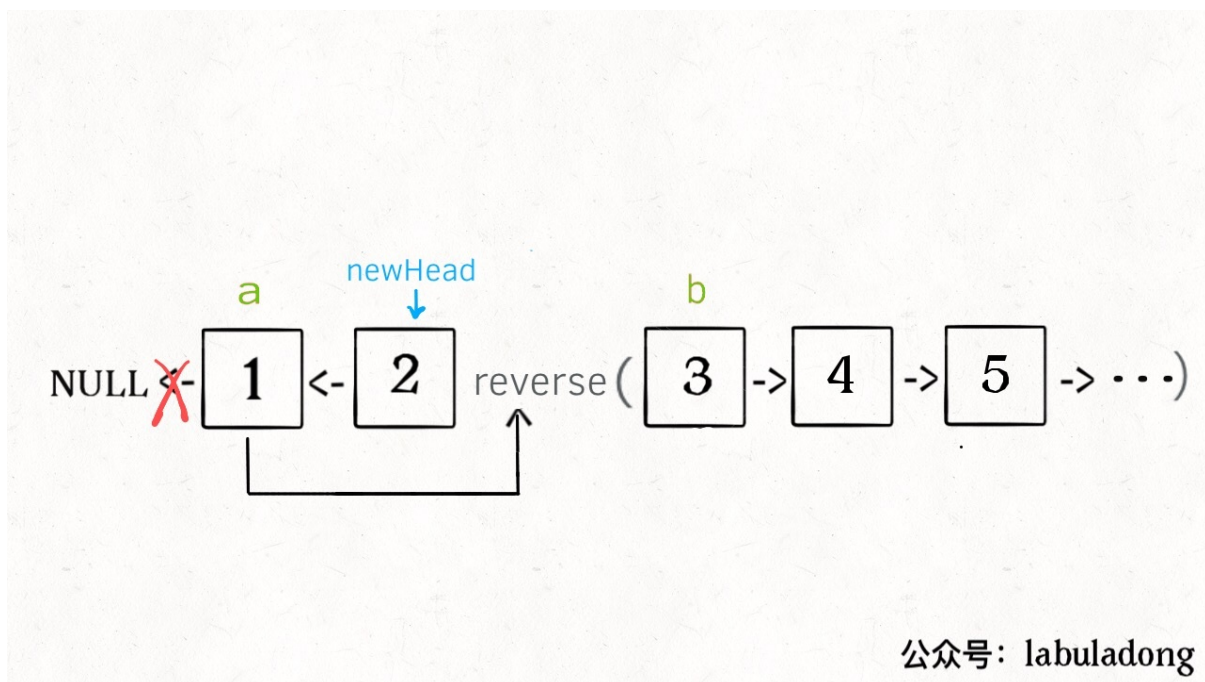 a newHead b
NULL <- 1 <- 2 reverse( 3 -> 4 -> 5 -> ···)
公众号：labuladong